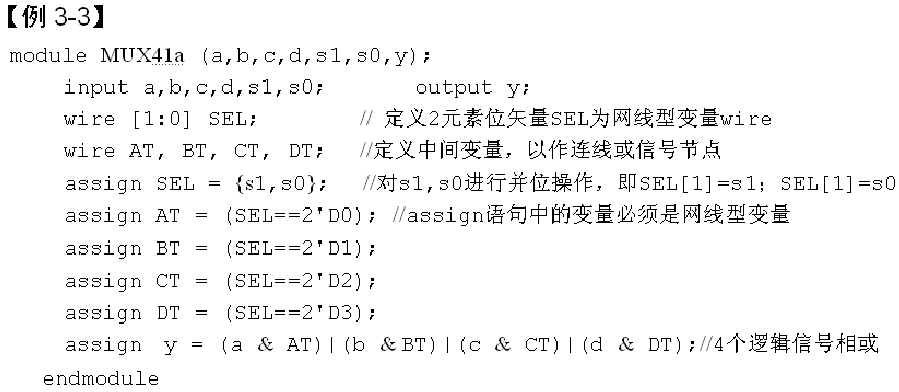 【例 3-3】
module MUX41a (a,b,c,d,s1,s0,y);
input a,b,c,d,s1,s0; output y;
wire [1:0] SEL; // 定义2元素位矢量SEL为网线型变量wire
wire AT, BT, CT, DT; //定义中间变量，以作连线或信号节点
assign SEL = {s1,s0}; //对s1,s0进行并位操作，即SEL[1]=s1；SEL[1]=s0
assign AT = (SEL==2'D0); //assign语句中的变量必须是网线型变量
assign BT = (SEL==2'D1);
assign CT = (SEL==2'D2);
assign DT = (SEL==2'D3);
assign y = (a & AT)|(b &BT)|(c & CT)|(d & DT);//4个逻辑信号相或
endmodule